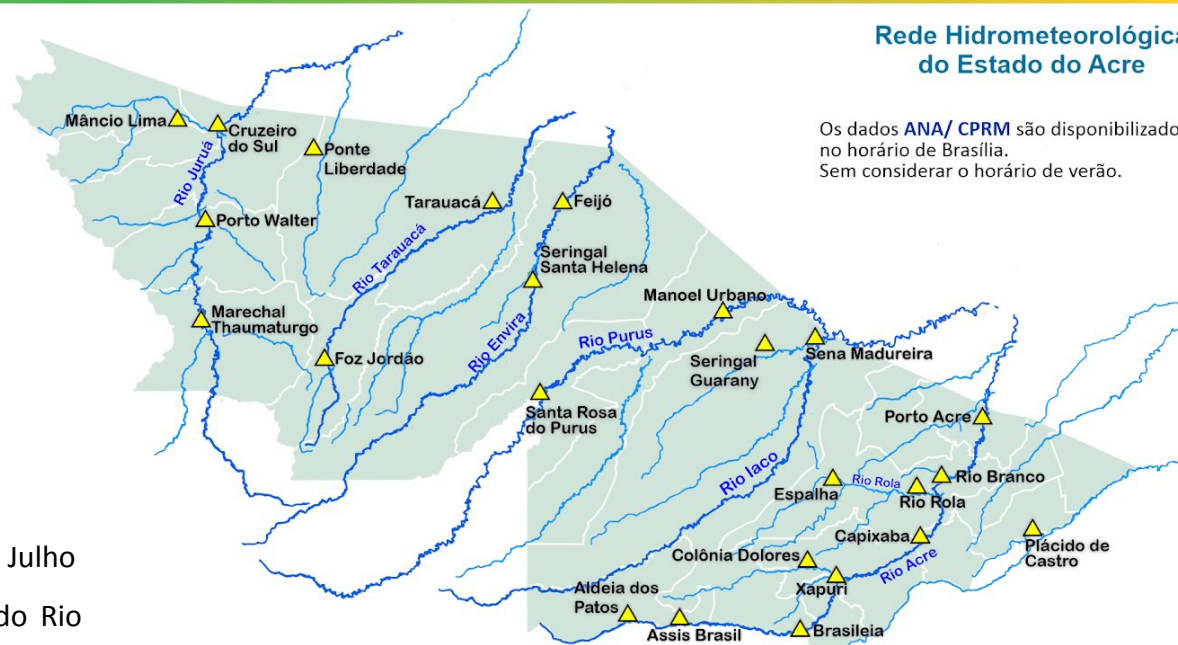 Rede Hidrometeorológica
do Estado do Acre
Os dados ANA/ CPRM são disponibilizado
no horário de Brasília.
Sem considerar o horário de verão.
Mâncio Lima
Cruzeiro
do Sul
Ponte
Liberdade
Rio Juruá
Porto Walter
Tarauacá
Feijó
Rio Tarauacá
Seringal
Santa Helena
Marechal
Thaumaturgo
Foz Jordão
Rio Envira
Manoel Urbano
Rio Purus
Seringal
Guarany
Sena Madureira
Santa Rosa
do Purus
Porto Acre
Rio Iaco
Espalha
Rio Rola
Rio Rola
Rio Branco
Capixaba
Plácido de
Castro
Colônia Dolores
Rio Acre
Xapuri
Aldeia dos
Patos
Assis Brasil
Brasileia
Julho
do Rio